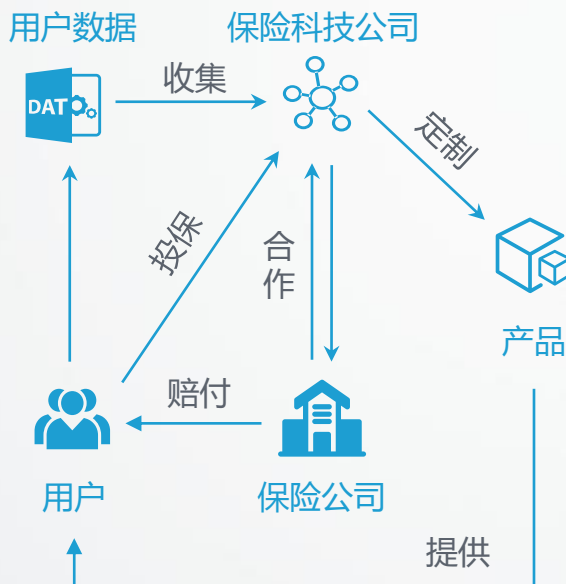 用户数据
保险科技公司
收集
DAT
定制
投保
合
作
产品
赔付
用户
保险公司
提供